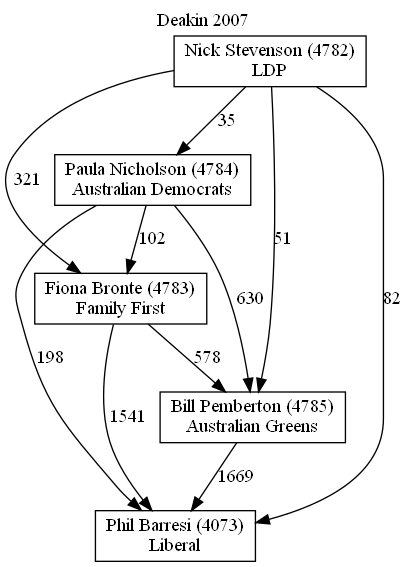 Deakin 2007
Nick Stevenson (4782)
LDP
35
Paula Nicholson (4784)
Australian Democrats
321
102
51
Fiona Bronte (4783)
Family First
630
82
198
578
1541
Bill Pemberton (4785)
Australian Greens
1669
Phil Barresi (4073)
Liberal